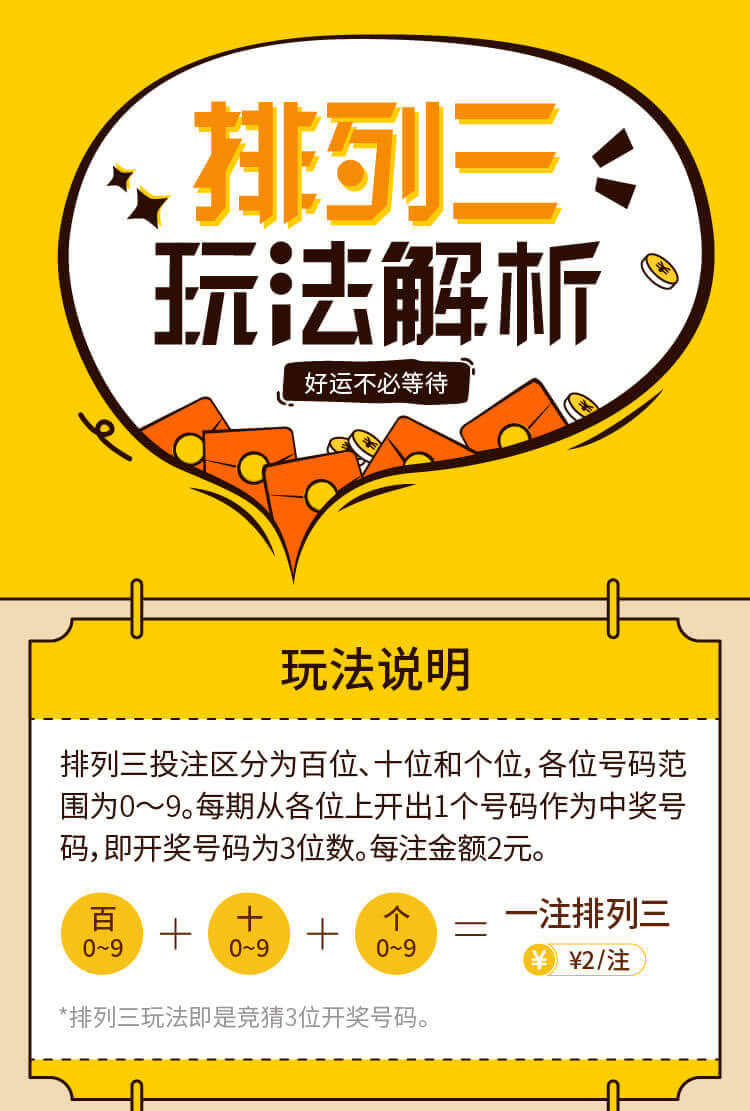 排列三
玩法解析
好运不必等待
玩法说明
排列三投注区分为百位、十位和个位,各位号码范
围为0~9。每期从各位上开出1个号码作为中奖号
码,即开奖号码为3位数。每注金额2元。
百 + 十 + 个 = 一注排列三
0~9 0~9 0~9 ¥ ¥2/注
*排列三玩法即是竞猜3位开奖号码。